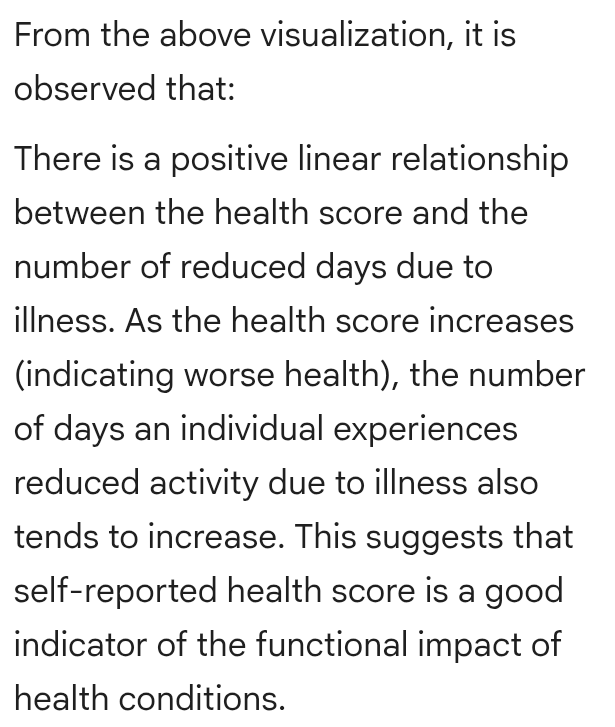 From the above visualization, it is
observed that:
There is a positive linear relationship
between the health score and the
number of reduced days due to
illness. As the health score increases
(indicating worse health), the number
of days an individual experiences
reduced activity due to illness also
tends to increase. This suggests that
self-reported health score is a good
indicator of the functional impact of
health conditions.